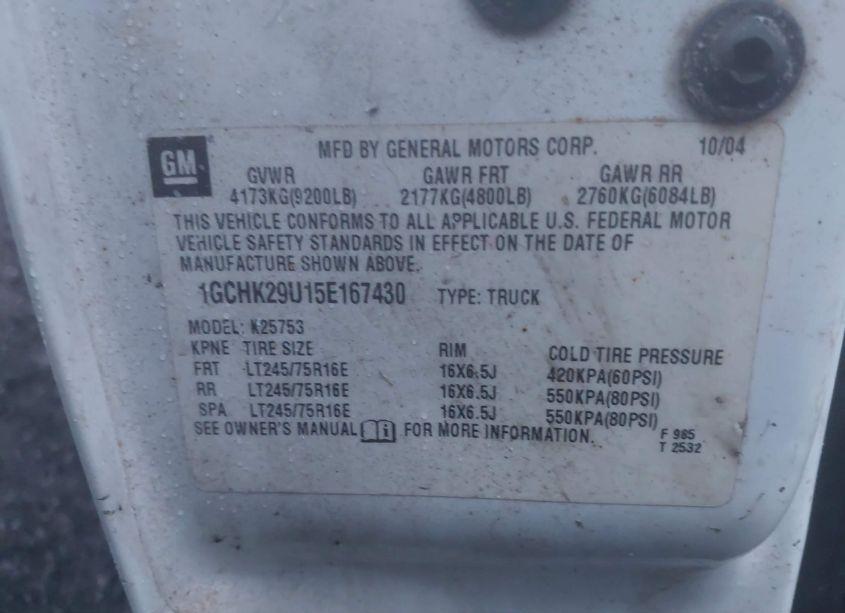 GM
MFD BY GENERAL MOTORS CORP. 10/04
GVWR GAWR FRT GAWR RR
4173KG(9200LB) 2177KG(4800LB) 2760KG(6084LB)
THIS VEHICLE CONFORMS TO ALL APPLICABLE U.S. FEDERAL MOTOR
VEHICLE SAFETY STANDARDS IN EFFECT ON THE DATE OF
MANUFACTURE SHOWN ABOVE.
1GCHK29U15E167430 TYPE: TRUCK
MODEL: K25753
KPNE TIRE SIZE RIM COLD TIRE PRESSURE
FRT LT245/75R16E 16X6.5J 420KPA(60PSI)
RR LT245/75R16E 16X6.5J 550KPA(80PSI)
SPA LT245/75R16E 16X6.5J 550KPA(80PSI)
SEE OWNER'S MANUAL FOR MORE INFORMATION.
F 985
T 2532